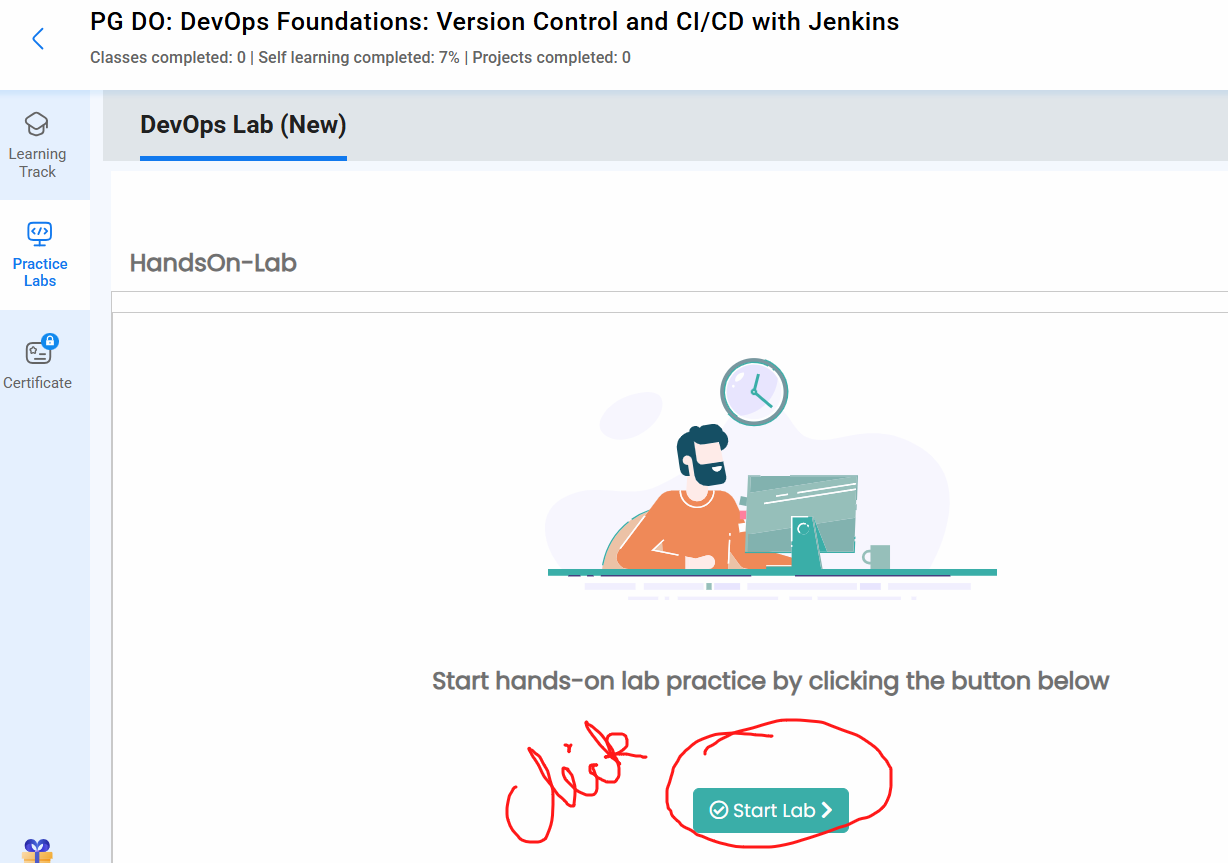 PG DO: DevOps Foundations: Version Control and CI/CD with Jenkins
Classes completed: 0 | Self learning completed: 7% | Projects completed: 0
Learning
Track
Practice
Labs
Certificate
DevOps Lab (New)
HandsOn-Lab
Start hands-on lab practice by clicking the button below
Start Lab